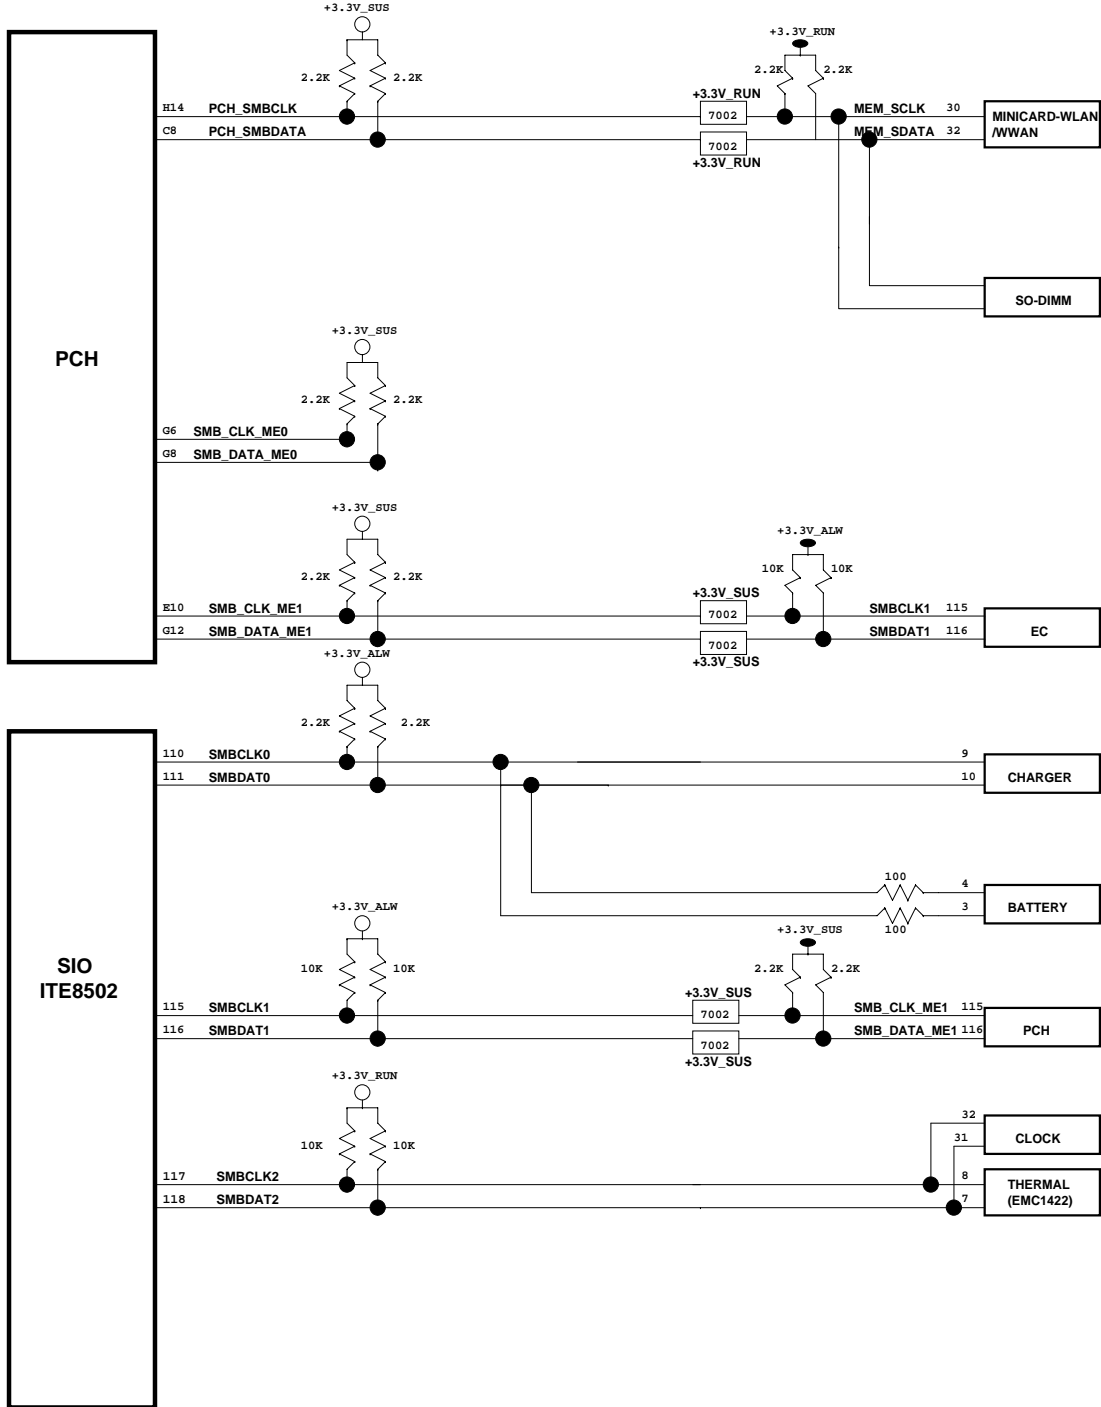 +3.3V_SUS
+3.3V_RUN
2.2K 2.2K
2.2K 2.2K
+3.3V_RUN
H14 PCH_SMBCLK 7002 MEM_SCLK 30
C8 PCH_SMBDATA 7002 MEM_SDATA 32
+3.3V_RUN
MINICARD-WLAN
/WWAN
SO-DIMM
PCH
+3.3V_SUS
2.2K 2.2K
G6 SMB_CLK_ME0
G8 SMB_DATA_ME0
+3.3V_SUS
+3.3V_ALW
2.2K 2.2K
10K 10K
+3.3V_SUS
E10 SMB_CLK_ME1 7002 SMBCLK1 115
G12 SMB_DATA_ME1 7002 SMBDAT1 116
EC
+3.3V_SUS
+3.3V_ALW
2.2K 2.2K
110 SMBCLK0 9
111 SMBDAT0 10
CHARGER
100 4
3
100
BATTERY
+3.3V_ALW
+3.3V_SUS
SIO
ITE8502
10K 10K
2.2K 2.2K
+3.3V_SUS
115 SMBCLK1 7002 SMB_CLK_ME1 115
116 SMBDAT1 7002 SMB_DATA_ME1 116
PCH
+3.3V_SUS
+3.3V_RUN
10K 10K
32
31
CLOCK
117 SMBCLK2 8
118 SMBDAT2 7
THERMAL
(EMC1422)